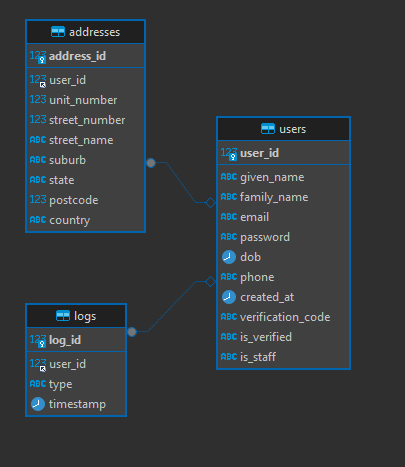 addresses
123 address_id
123 user_id
123 unit_number
123 street_number
ABC street_name
ABC suburb
ABC state
123 postcode
ABC country
users
123 user_id
ABC given_name
ABC family_name
ABC email
ABC password
dob
ABC phone
created_at
ABC verification_code
ABC is_verified
ABC is_staff
logs
123 log_id
123 user_id
ABC type
timestamp